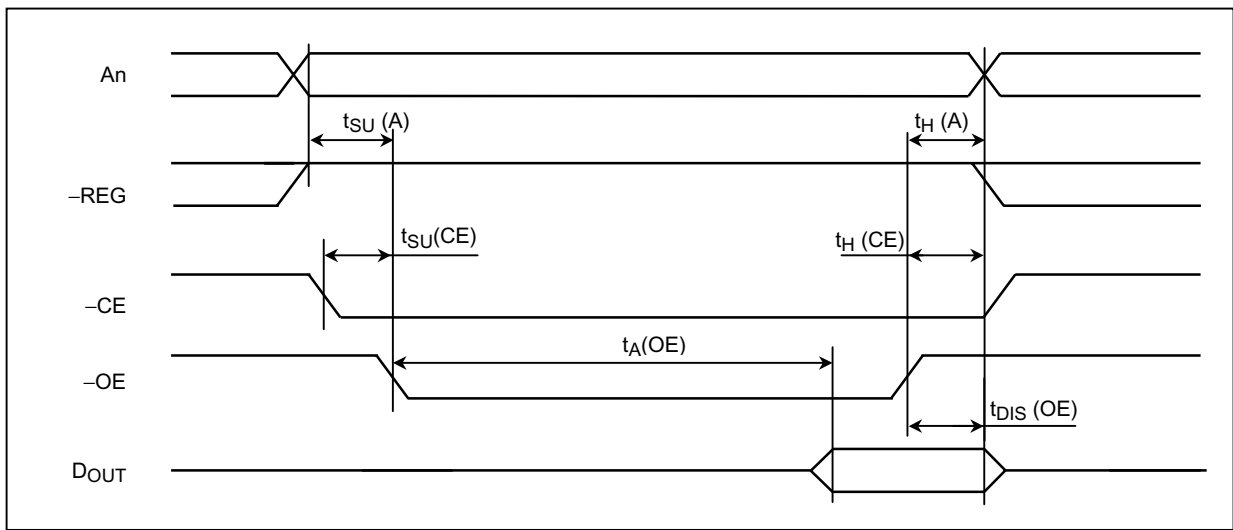 An
tSU (A)
tH (A)
–REG
tSU(CE)
tH (CE)
–CE
tA(OE)
–OE
tDIS (OE)
DOUT